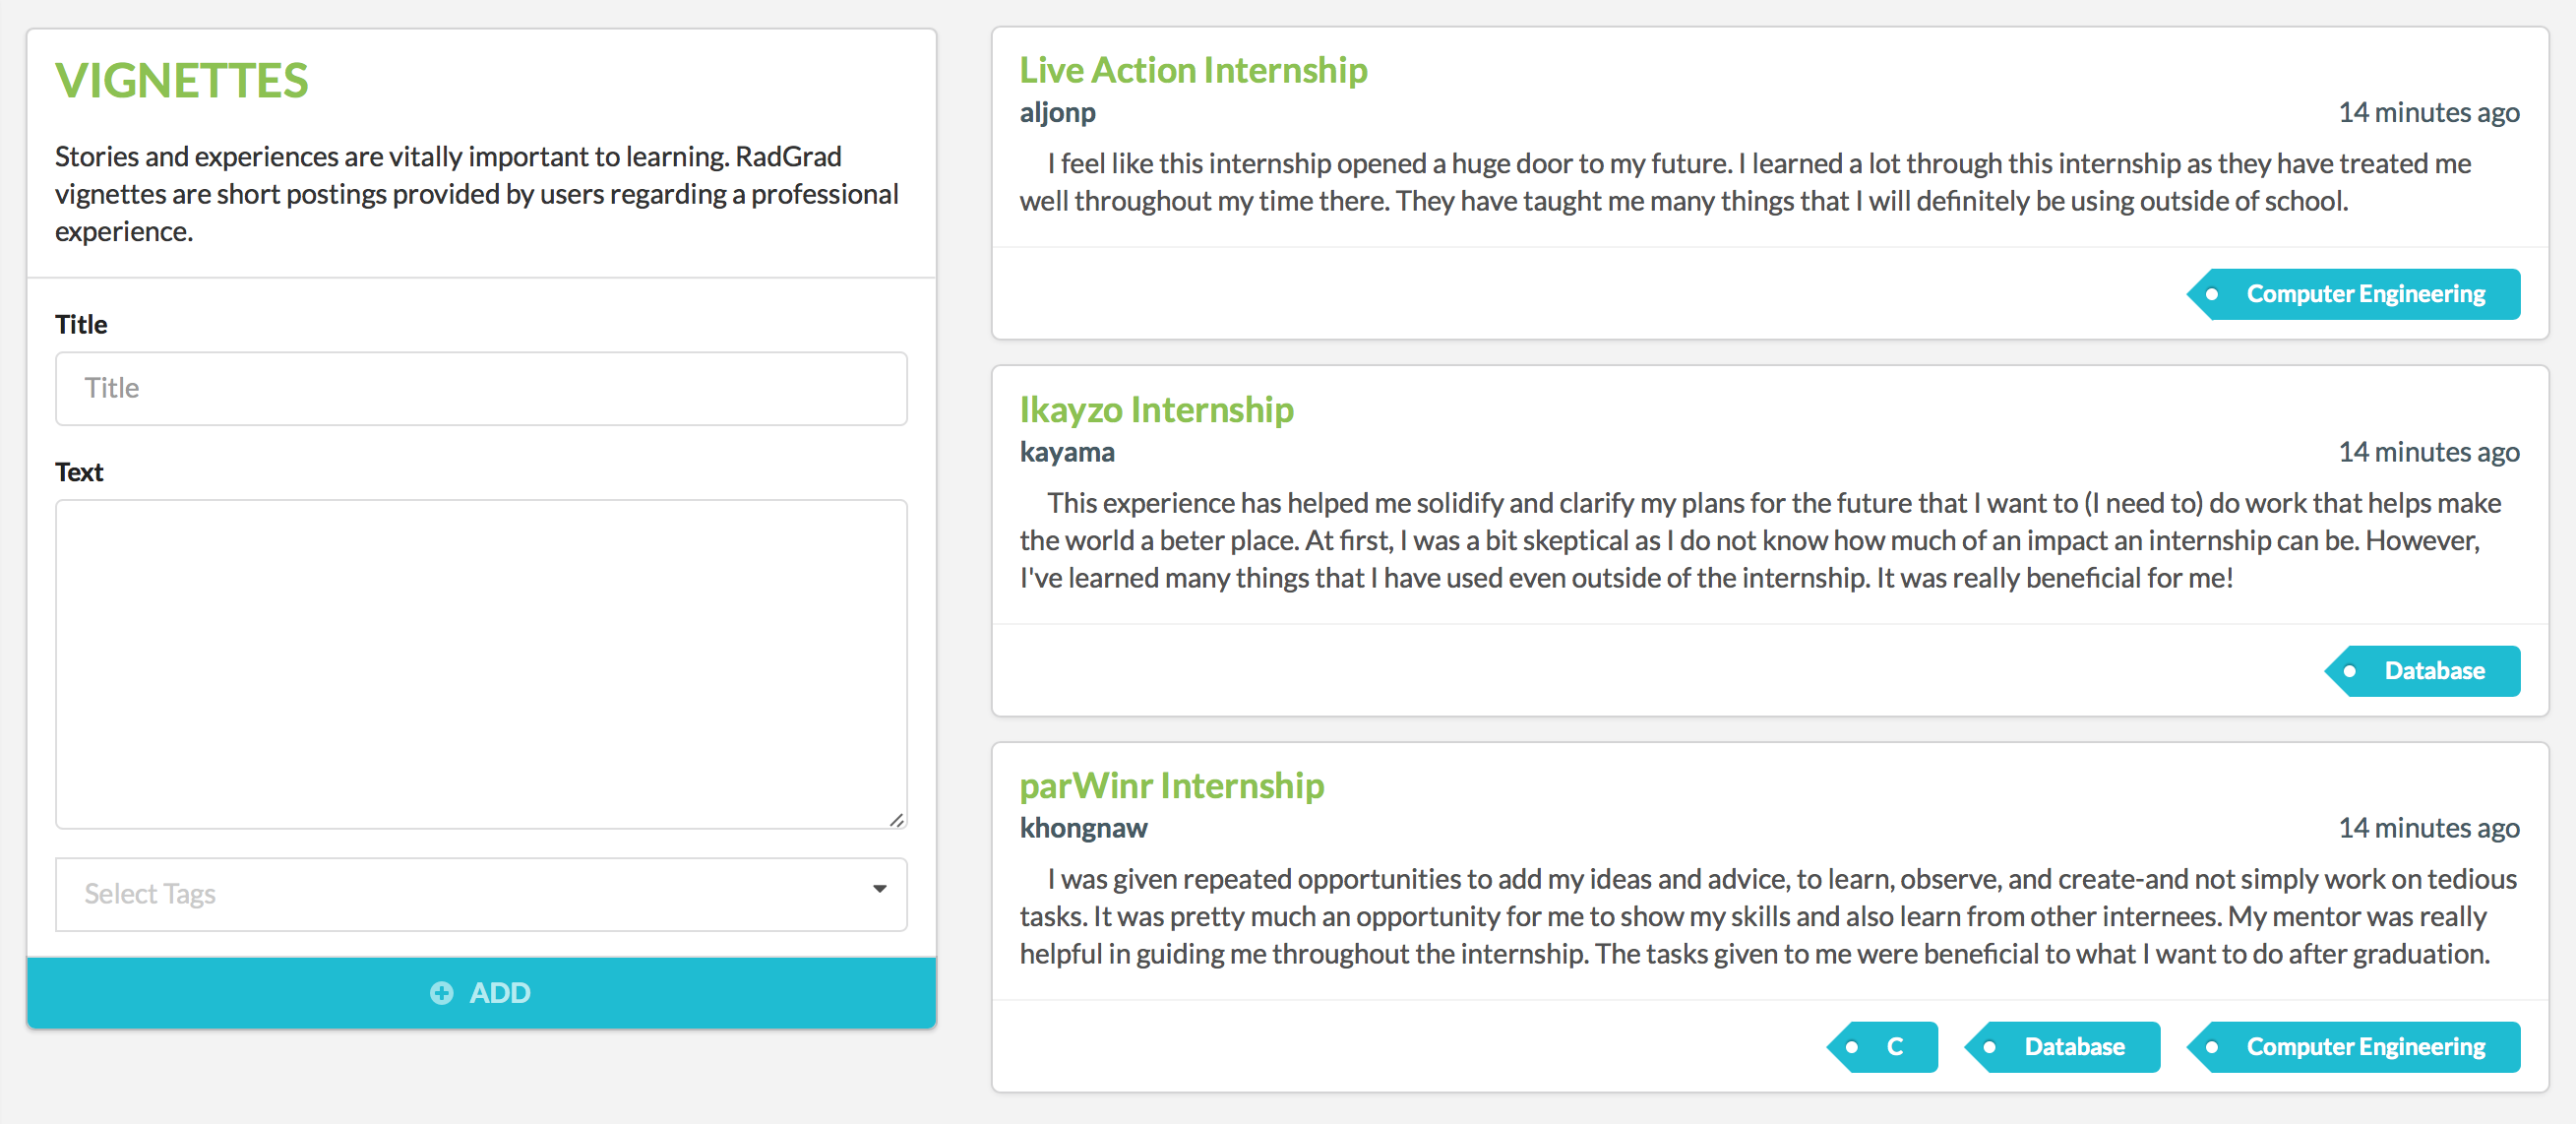 VIGNETTES
Stories and experiences are vitally important to learning. RadGrad
vignettes are short postings provided by users regarding a professional
experience.
Title
Title
Text
Select Tags
ADD
Live Action Internship
aljonp
14 minutes ago
I feel like this internship opened a huge door to my future. I learned a lot through this internship as they have treated me
well throughout my time there. They have taught me many things that I will definitely be using outside of school.
Computer Engineering
Ikayzo Internship
kayama
14 minutes ago
This experience has helped me solidify and clarify my plans for the future that I want to (I need to) do work that helps make
the world a beter place. At first, I was a bit skeptical as I do not know how much of an impact an internship can be. However,
I've learned many things that I have used even outside of the internship. It was really beneficial for me!
Database
parWinr Internship
khongnaw
14 minutes ago
I was given repeated opportunities to add my ideas and advice, to learn, observe, and create-and not simply work on tedious
tasks. It was pretty much an opportunity for me to show my skills and also learn from other internees. My mentor was really
helpful in guiding me throughout the internship. The tasks given to me were beneficial to what I want to do after graduation.
C
Database
Computer Engineering